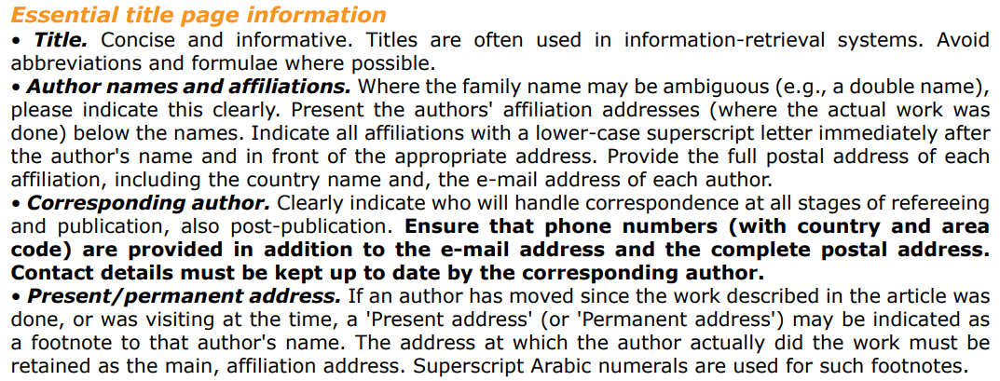 Essential title page information
• Title. Concise and informative. Titles are often used in information-retrieval systems. Avoid
abbreviations and formulae where possible.
• Author names and affiliations. Where the family name may be ambiguous (e.g., a double name),
please indicate this clearly. Present the authors' affiliation addresses (where the actual work was
done) below the names. Indicate all affiliations with a lower-case superscript letter immediately after
the author's name and in front of the appropriate address. Provide the full postal address of each
affiliation, including the country name and, the e-mail address of each author.
• Corresponding author. Clearly indicate who will handle correspondence at all stages of refereeing
and publication, also post-publication. Ensure that phone numbers (with country and area
code) are provided in addition to the e-mail address and the complete postal address.
Contact details must be kept up to date by the corresponding author.
• Present/permanent address. If an author has moved since the work described in the article was
done, or was visiting at the time, a 'Present address' (or 'Permanent address') may be indicated as
a footnote to that author's name. The address at which the author actually did the work must be
retained as the main, affiliation address. Superscript Arabic numerals are used for such footnotes.